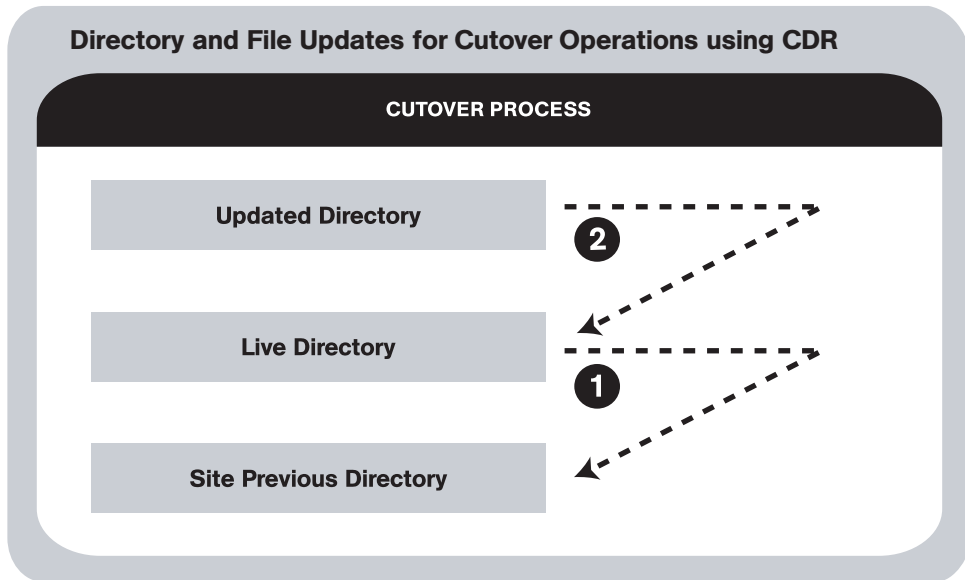 Directory and File Updates for Cutover Operations using CDR
CUTOVER PROCESS
Updated Directory
2
Live Directory
1
Site Previous Directory